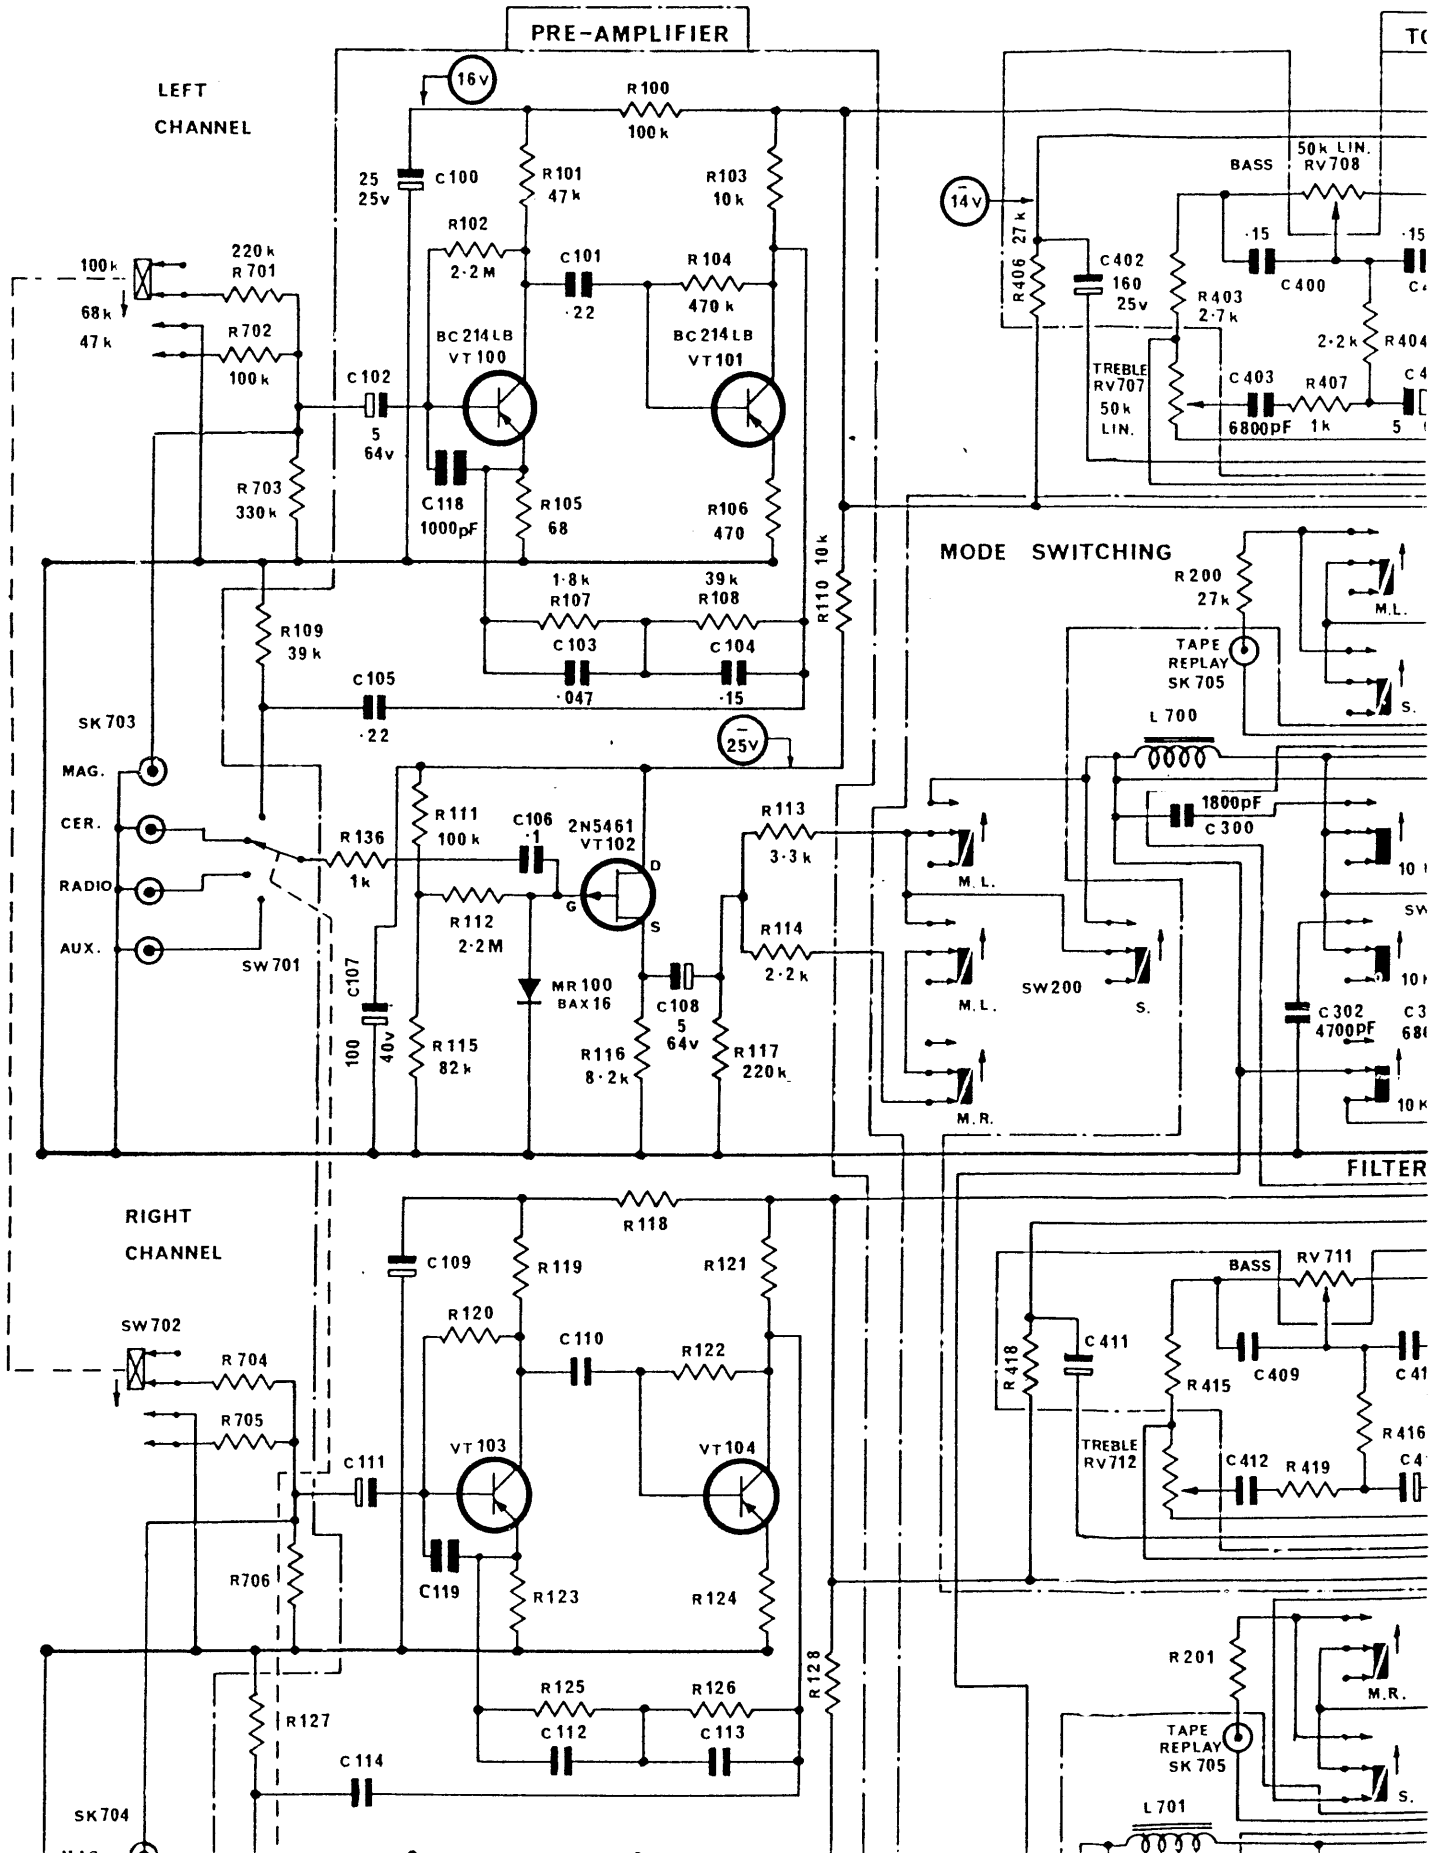 PRE-AMPLIFIER
LEFT
CHANNEL
16v
R100
100k
25
25v
C100
R101
47k
R103
10k
R102
2·2M
C101
·22
R104
470k
100k
68k
47k
220k
R701
R702
100k
BC214LB
VT100
BC214LB
VT101
C102
5
64v
R703
330k
C118
1000pF
R105
68
R106
470
R110 10k
1·8k
R107
39k
R108
C103
·047
C104
·15
R109
39k
C105
·22
25v
SK703
MAG.
CER.
RADIO
AUX.
SW701
R136
1k
R111
100k
C106
·1
2N5461
VT102
D
G
S
R112
2·2M
MR100
BAX16
C107
100
40v
R115
82k
R116
8·2k
C108
5
64v
R117
220k
R113
3·3k
R114
2·2k
M.L.
M.L.
M.R.
SW200
S.
14v
R406 27k
C402
160
25v
BASS
50k LIN.
RV708
·15
C400
·15
R403
2·7k
2·2k
R404
TREBLE
RV707
50k
LIN.
C403
6800pF
R407
1k
5
MODE SWITCHING
R200
27k
M.L.
TAPE
REPLAY
SK705
S.
L700
1800pF
C300
C302
4700PF
10K
FILTER
RIGHT
CHANNEL
R118
C109
R119
R121
R120
C110
R122
SW702
R704
R705
VT103
VT104
C111
R706
C119
R123
R124
R128
R125
R126
C112
C113
R127
C114
SK704
R418
C411
BASS
RV711
C409
R415
R416
TREBLE
RV712
C412
R419
R201
M.R.
TAPE
REPLAY
SK705
S.
L701